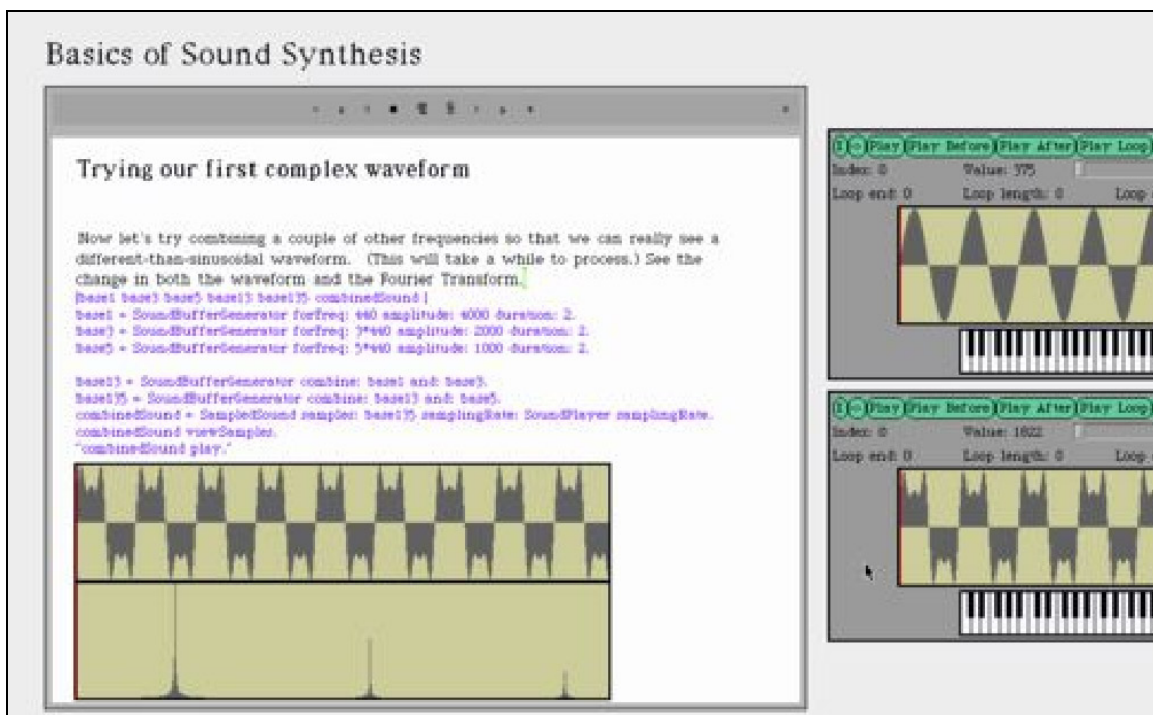 Basics of Sound Synthesis
Trying our first complex waveform
Now let's try combining a couple of other frequencies so that we can really see a
different-than-sinusoidal waveform. (This will take a while to process.) See the
change in both the waveform and the Fourier Transform.
|base1 base3 base5 base13 base135 combinedSound |
base1 ← SoundBufferGenerator forFreq: 440 amplitude: 4000 duration: 2.
base3 ← SoundBufferGenerator forFreq: 3*440 amplitude: 2000 duration: 2.
base5 ← SoundBufferGenerator forFreq: 5*440 amplitude: 1000 duration: 2.
base13 ← SoundBufferGenerator combine: base1 and: base3.
base135 ← SoundBufferGenerator combine: base13 and: base5.
combinedSound ← SampledSound samples: base135 samplingRate: SoundPlayer samplingRate.
combinedSound viewSamples.
"combinedSound play."
Play Play Before Play After Play Loop
Index: 0 Value: 375
Loop end: 0 Loop length: 0 Loop
Play Play Before Play After Play Loop
Index: 0 Value: 1822
Loop end: 0 Loop length: 0 Loop